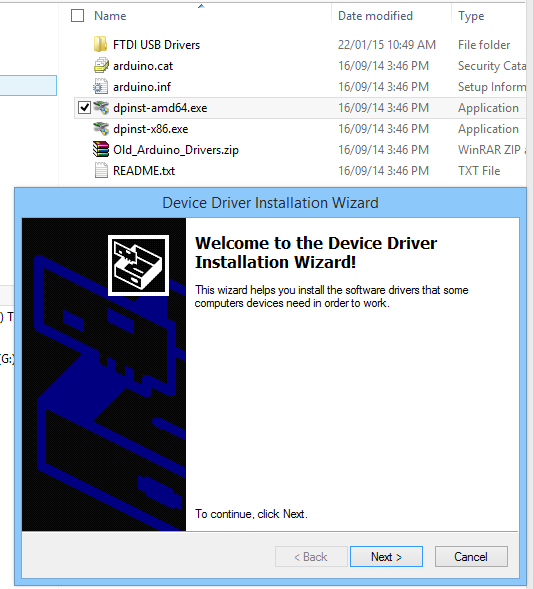 Name Date modified Type
FTDI USB Drivers 22/01/15 10:49 AM File folder
arduino.cat 16/09/14 3:46 PM Security Cata
arduino.inf 16/09/14 3:46 PM Setup Inform
dpinst-amd64.exe 16/09/14 3:46 PM Application
dpinst-x86.exe 16/09/14 3:46 PM Application
Old_Arduino_Drivers.zip 16/09/14 3:46 PM WinRAR ZIP a
README.txt 16/09/14 3:46 PM TXT File
Device Driver Installation Wizard
Welcome to the Device Driver
Installation Wizard!
This wizard helps you install the software drivers that some
computers devices need in order to work.
) T
(G:)
To continue, click Next.
< Back Next > Cancel